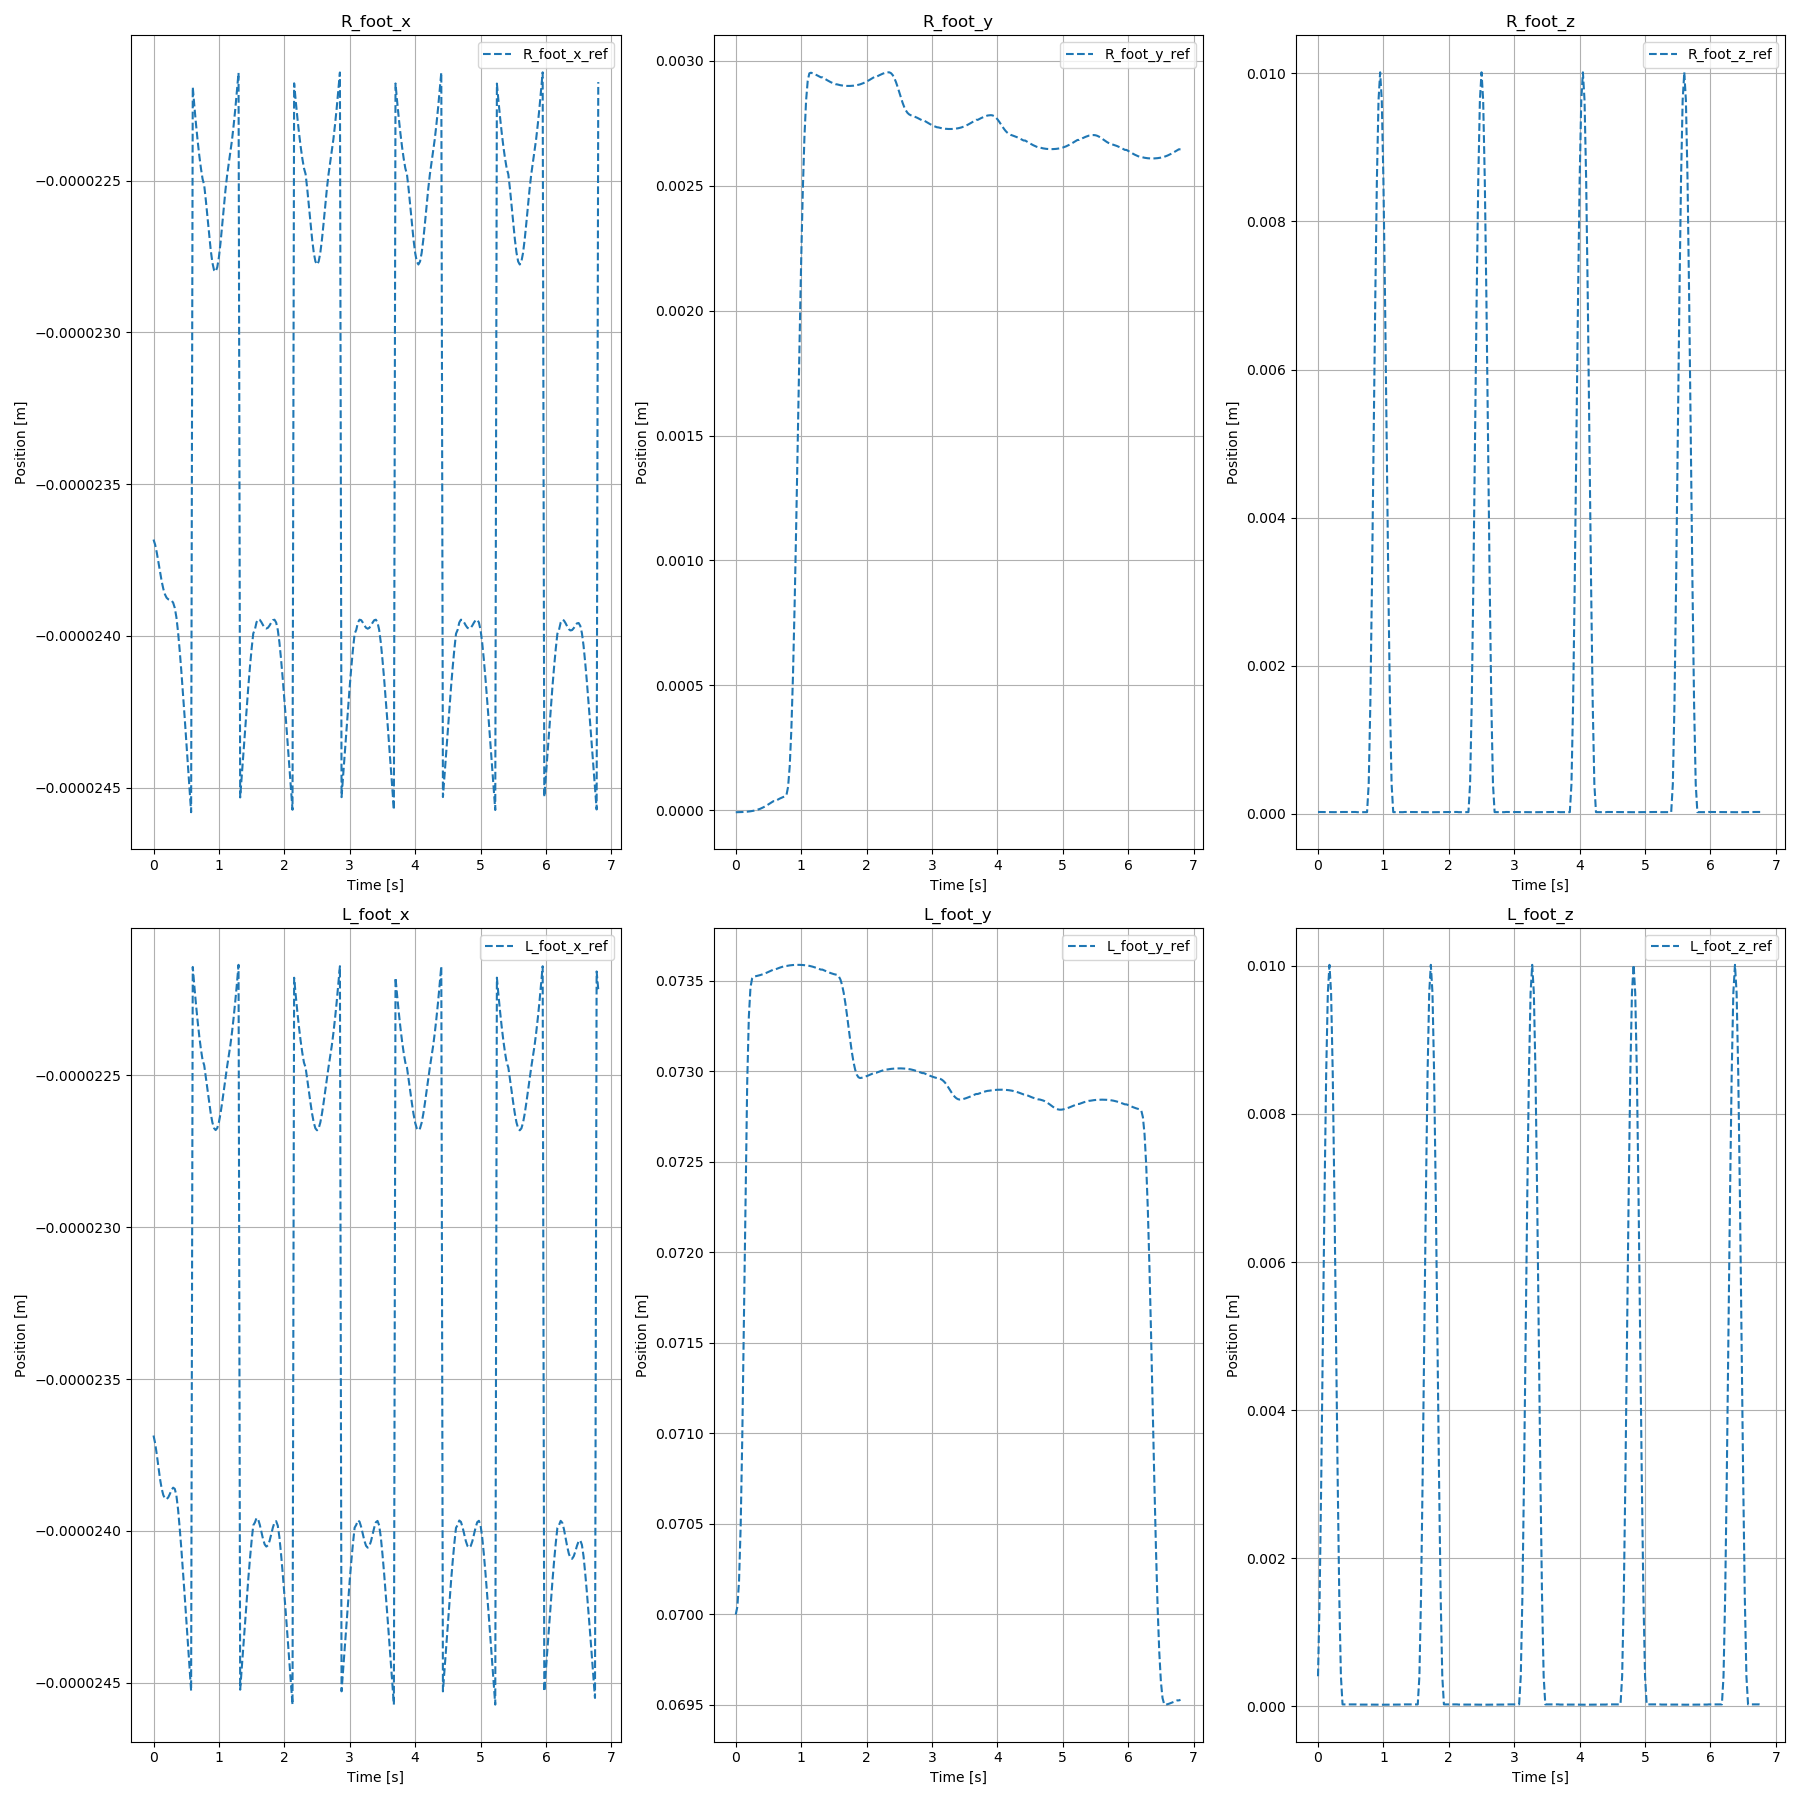 R_foot_x
R_foot_x_ref
Position [m]
−0.0000225
−0.0000230
−0.0000235
−0.0000240
−0.0000245
0 1 2 3 4 5 6 7
Time [s]
R_foot_y
R_foot_y_ref
Position [m]
0.0030
0.0025
0.0020
0.0015
0.0010
0.0005
0.0000
0 1 2 3 4 5 6 7
Time [s]
R_foot_z
R_foot_z_ref
Position [m]
0.010
0.008
0.006
0.004
0.002
0.000
0 1 2 3 4 5 6 7
Time [s]
L_foot_x
L_foot_x_ref
Position [m]
−0.0000225
−0.0000230
−0.0000235
−0.0000240
−0.0000245
0 1 2 3 4 5 6 7
Time [s]
L_foot_y
L_foot_y_ref
Position [m]
0.0735
0.0730
0.0725
0.0720
0.0715
0.0710
0.0705
0.0700
0.0695
0 1 2 3 4 5 6 7
Time [s]
L_foot_z
L_foot_z_ref
Position [m]
0.010
0.008
0.006
0.004
0.002
0.000
0 1 2 3 4 5 6 7
Time [s]